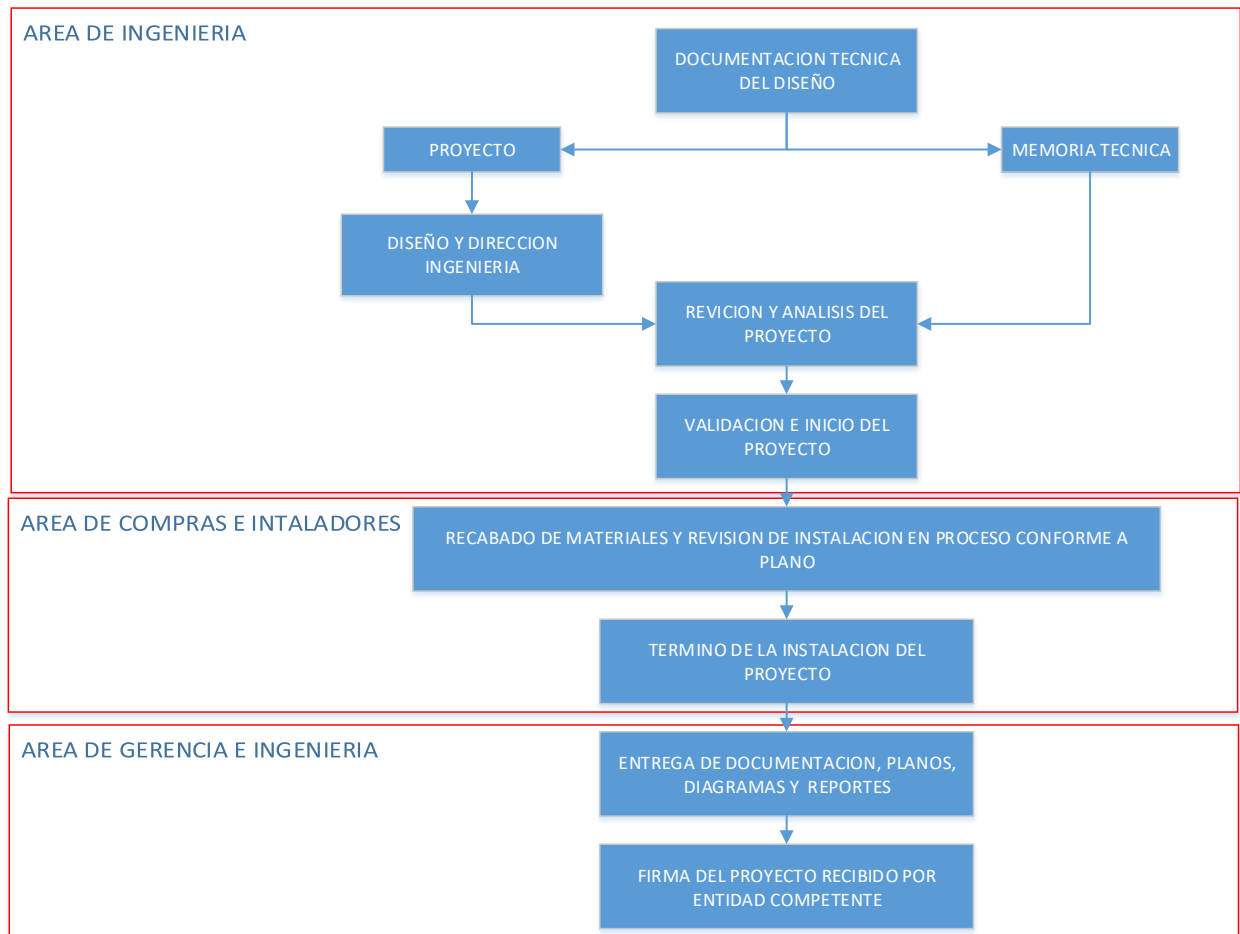 AREA DE INGENIERIA
DOCUMENTACION TECNICA
DEL DISEÑO
PROYECTO
MEMORIA TECNICA
DISEÑO Y DIRECCION
INGENIERIA
REVICION Y ANALISIS DEL
PROYECTO
VALIDACION E INICIO DEL
PROYECTO
AREA DE COMPRAS E INTALADORES
RECABADO DE MATERIALES Y REVISION DE INSTALACION EN PROCESO CONFORME A
PLANO
TERMINO DE LA INSTALACION DEL
PROYECTO
AREA DE GERENCIA E INGENIERIA
ENTREGA DE DOCUMENTACION, PLANOS,
DIAGRAMAS Y REPORTES
FIRMA DEL PROYECTO RECIBIDO POR
ENTIDAD COMPETENTE